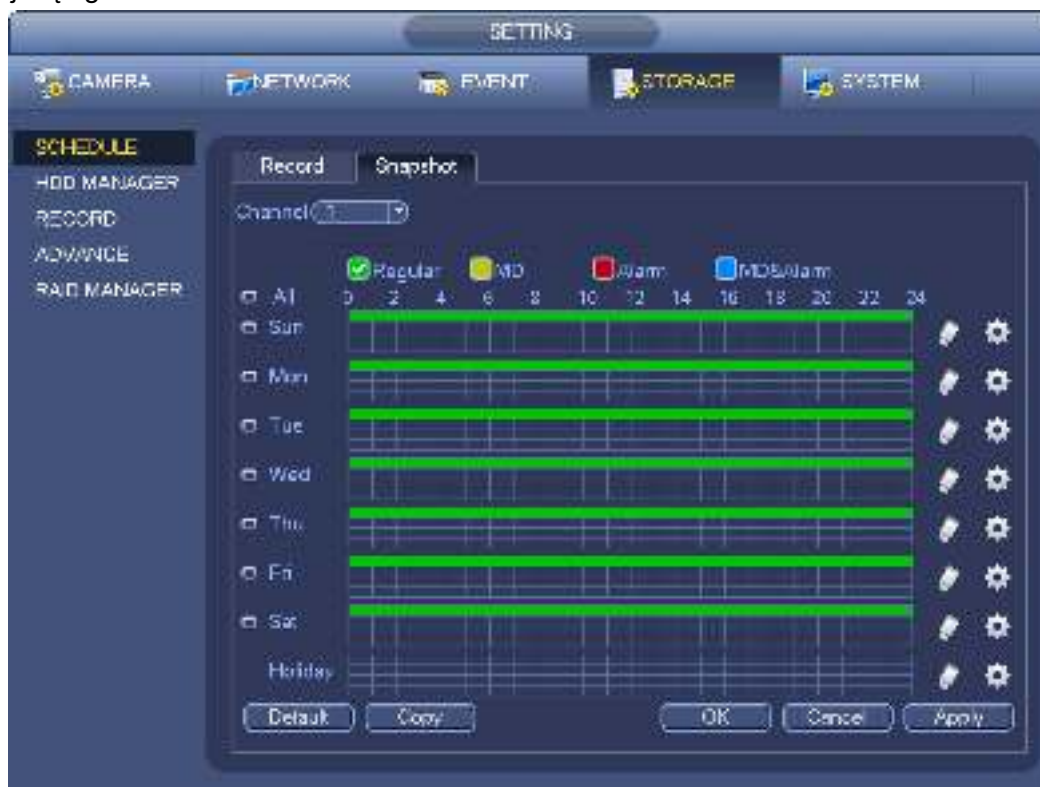 SETTING
CAMERA NETWORK EVENT STORAGE SYSTEM
SCHEDULE
HDD MANAGER
RECORD
ADVANCE
RAID MANAGER
Record Snapshot
Channel 1
Regular MD Alarm MD&Alarm
All 0 2 4 6 8 10 12 14 16 18 20 22 24
Sun
Mon
Tue
Wed
Thu
Fri
Sat
Holiday
Default Copy OK Cancel Apply